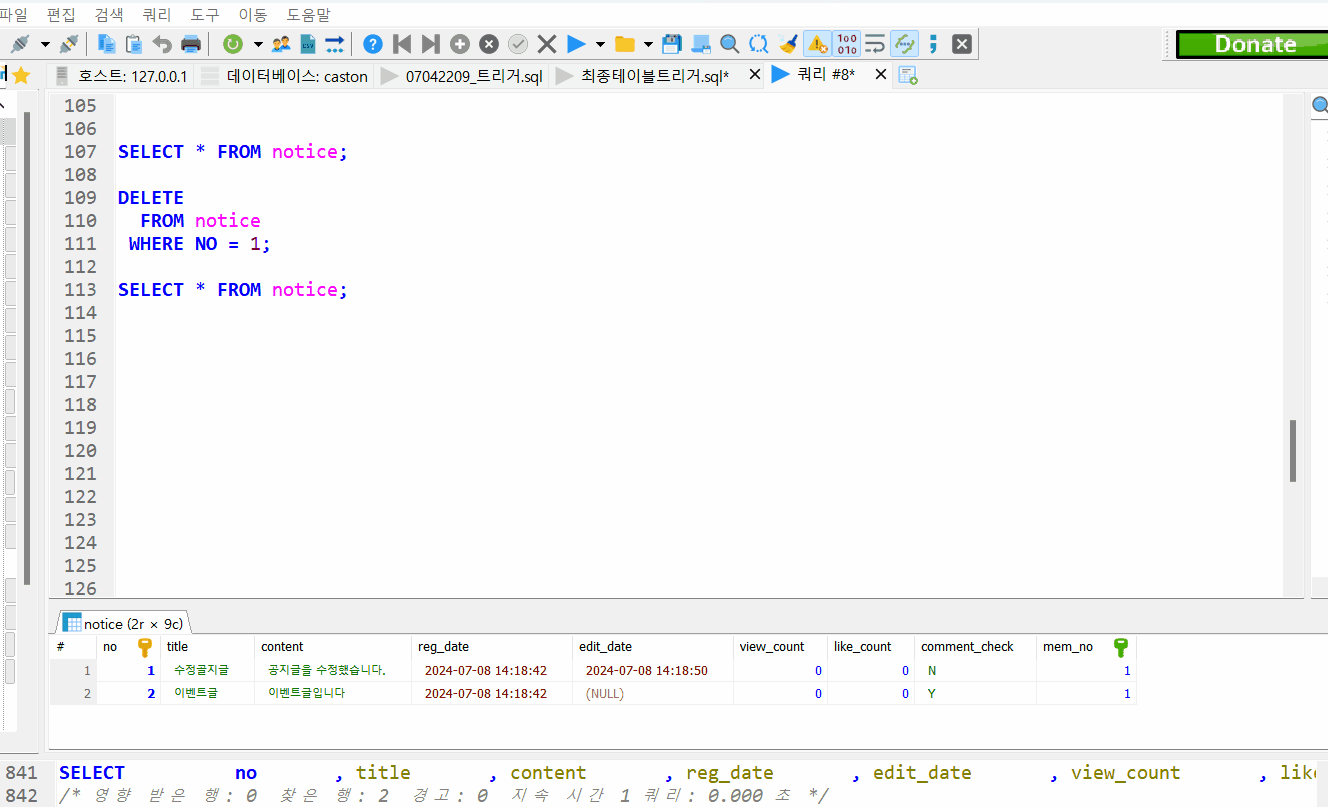 파일 편집 검색 쿼리 도구 이동 도움말
Donate
호스트: 127.0.0.1 데이터베이스: caston 07042209_트리거.sql 최종테이블트리거.sql* 쿼리 #8*
105
106
107 SELECT * FROM notice;
108
109 DELETE
110 FROM notice
111 WHERE NO = 1;
112
113 SELECT * FROM notice;
114
115
116
117
118
119
120
121
122
123
124
125
126
notice (2r × 9c)
# no title content reg_date edit_date view_count like_count comment_check mem_no
1 1 수정골지글 공지글을 수정했습니다. 2024-07-08 14:18:42 2024-07-08 14:18:50 0 0 N 1
2 2 이벤트글 이벤트글입니다 2024-07-08 14:18:42 (NULL) 0 0 Y 1
841 SELECT no , title , content , reg_date , edit_date , view_count , like
842 /* 영향 받은 행: 0 찾은 행: 2 경고: 0 지속 시간 1 쿼리: 0.000 초 */